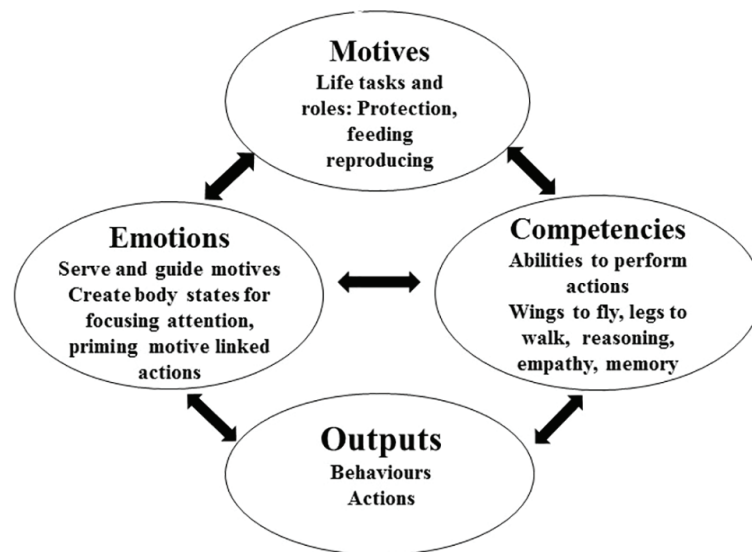 Motives
Life tasks and
roles: Protection,
feeding
reproducing
Emotions
Serve and guide motives
Create body states for
focusing attention,
priming motive linked
actions
Competencies
Abilities to perform
actions
Wings to fly, legs to
walk, reasoning,
empathy, memory
Outputs
Behaviours
Actions